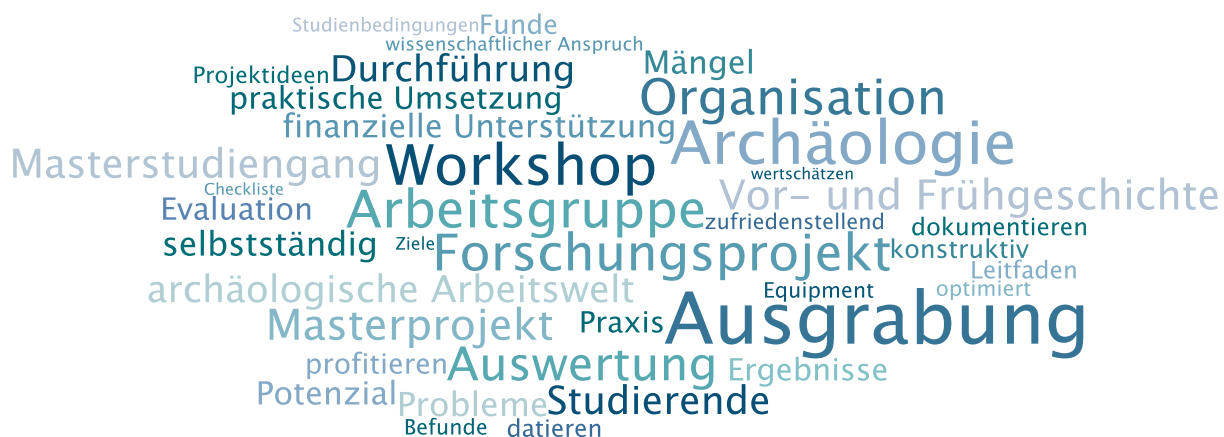 Studienbedingungen Funde
wissenschaftlicher Anspruch
Projektideen Durchführung Mängel
praktische Umsetzung Organisation
finanzielle Unterstützung Archäologie
Masterstudiengang Workshop wertschätzen
Checkliste Vor- und Frühgeschichte
Evaluation Arbeitsgruppe zufriedenstellend dokumentieren
selbstständig Ziele Forschungsprojekt konstruktiv
Leitfaden
archäologische Arbeitswelt Equipment optimiert
Masterprojekt Praxis Ausgrabung
profitieren Auswertung Ergebnisse
Potenzial Probleme Studierende
Befunde datieren